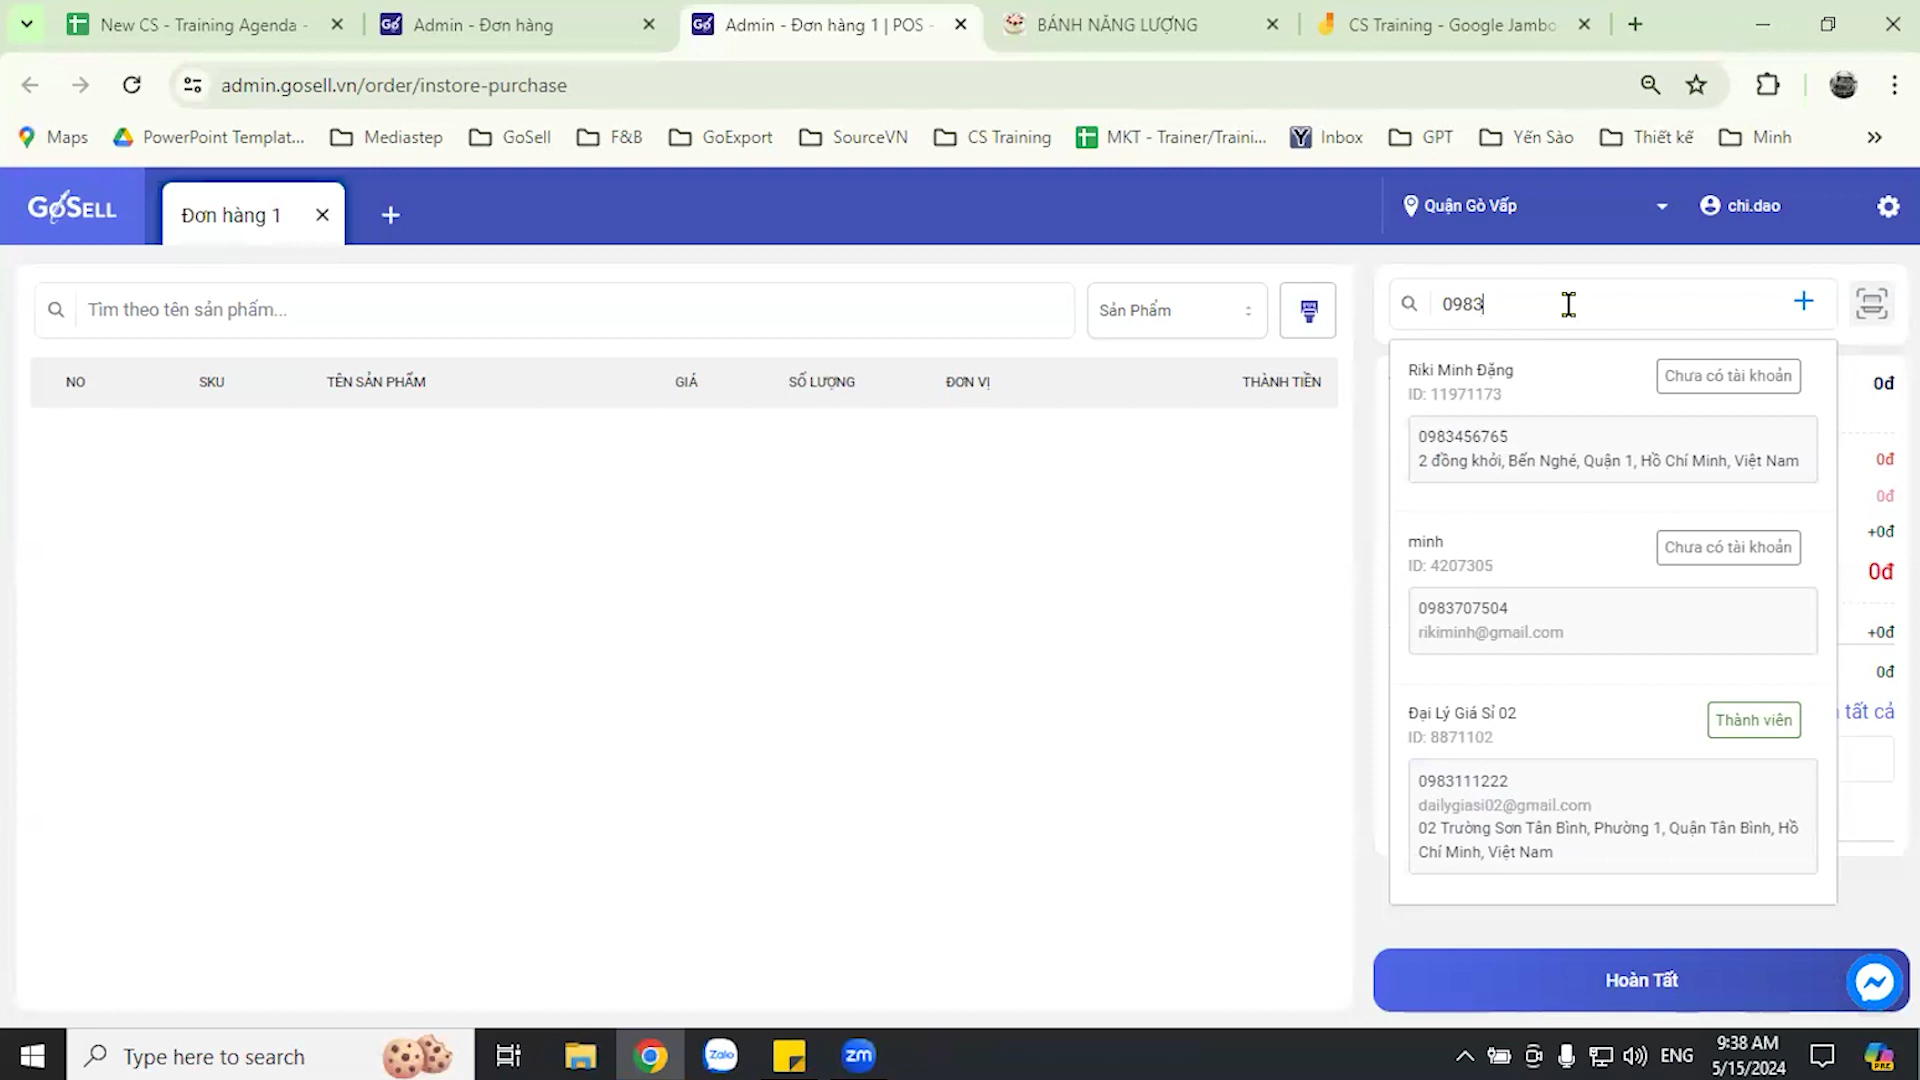 New CS - Training Agenda -
Admin - Đơn hàng
Admin - Đơn hàng 1 | POS -
BÁNH NĂNG LƯỢNG
CS Training - Google Jambo
admin.gosell.vn/order/instore-purchase
Maps
PowerPoint Templat...
Mediastep
GoSell
F&B
GoExport
SourceVN
CS Training
MKT - Trainer/Traini...
Inbox
GPT
Yến Sào
Thiết kế
Minh
GoSELL
Đơn hàng 1
Quận Gò Vấp
chi.dao
Tìm theo tên sản phẩm...
Sản Phẩm
0983
NO
SKU
TÊN SẢN PHẨM
GIÁ
SỐ LƯỢNG
ĐƠN VỊ
THÀNH TIỀN
Riki Minh Đặng
Chưa có tài khoản
ID: 11971173
0983456765
2 đồng khởi, Bến Nghé, Quận 1, Hồ Chí Minh, Việt Nam
minh
Chưa có tài khoản
ID: 4207305
0983707504
rikiminh@gmail.com
Đại Lý Giá Sỉ 02
Thành viên
ID: 8871102
0983111222
dailygiasi02@gmail.com
02 Trường Sơn Tân Bình, Phường 1, Quận Tân Bình, Hồ
Chí Minh, Việt Nam
0đ
0đ
0đ
+0đ
0đ
+0đ
0đ
tất cả
Hoàn Tất
Type here to search
Zalo
zm
ENG
9:38 AM
5/15/2024
PRE